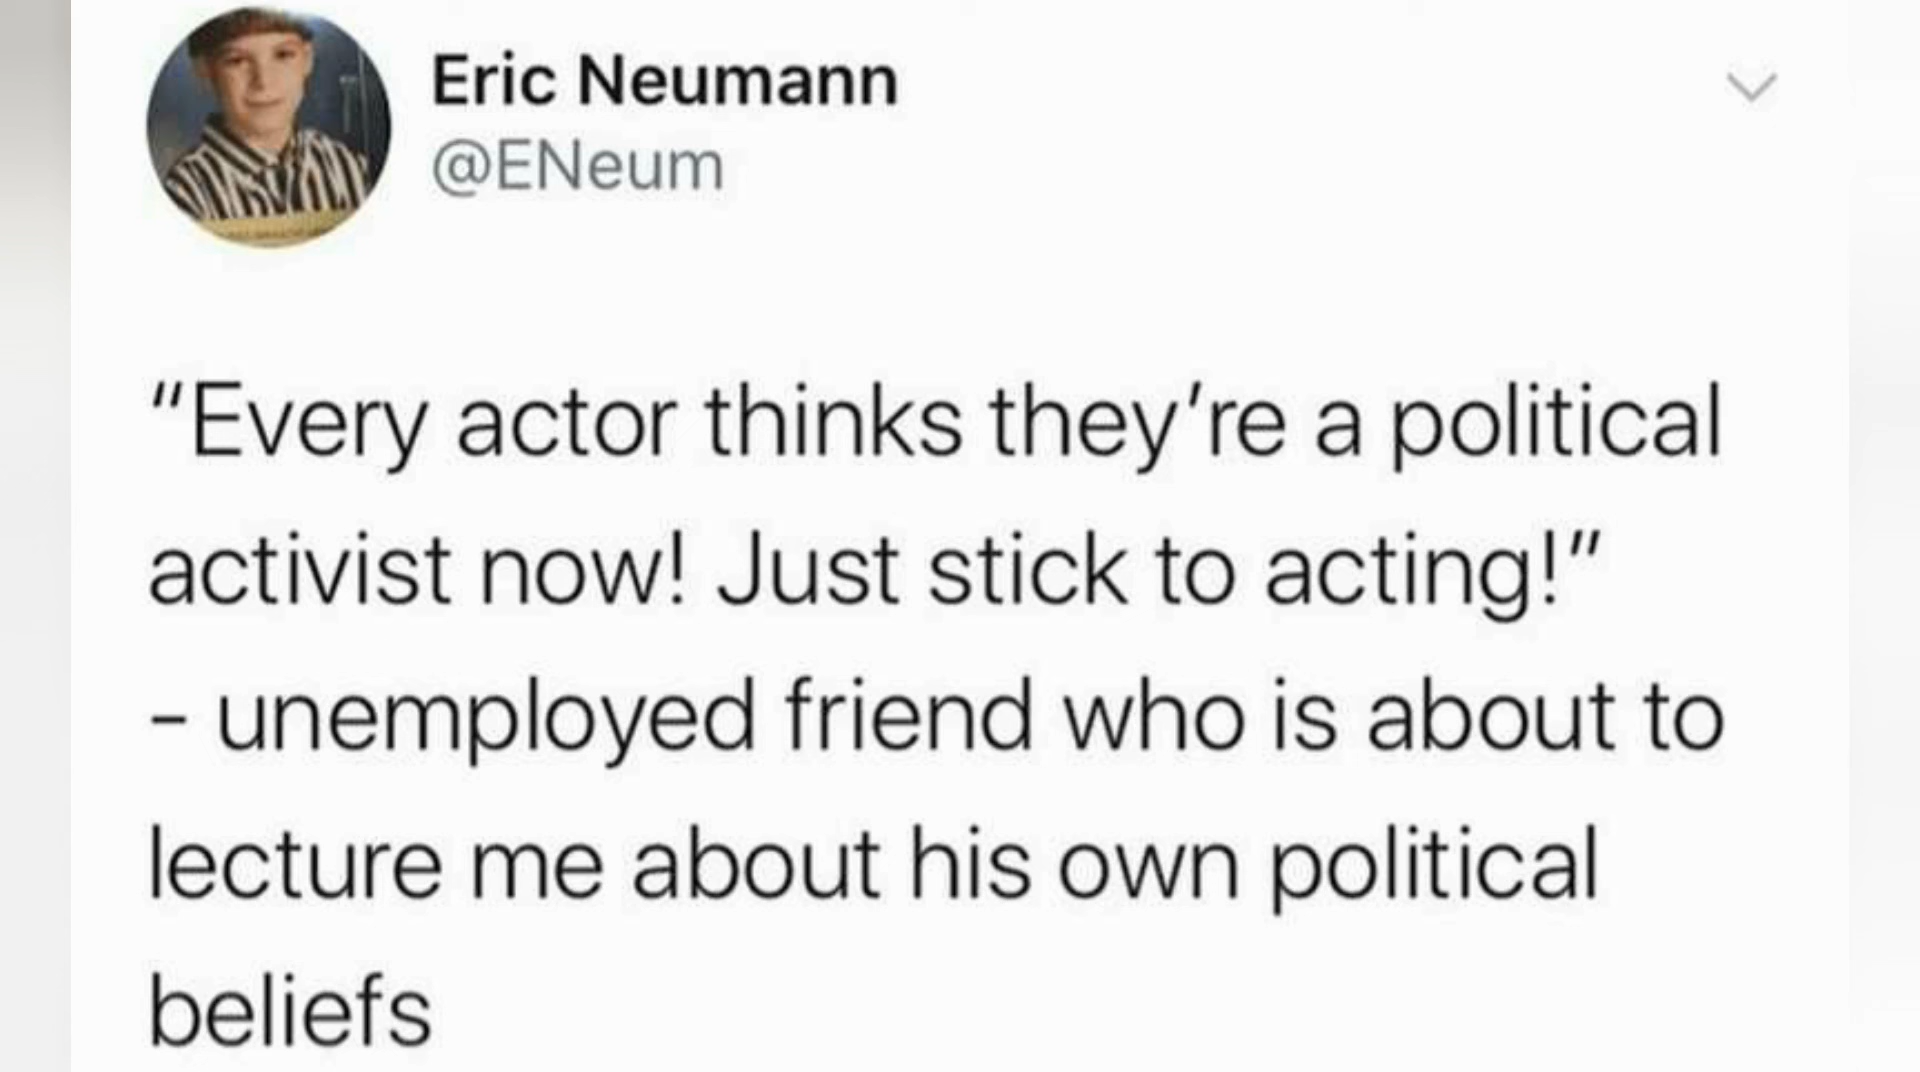 Eric Neumann
@ENeum
“Every actor thinks they’re a political
activist now! Just stick to acting!”
- unemployed friend who is about to
lecture me about his own political
beliefs